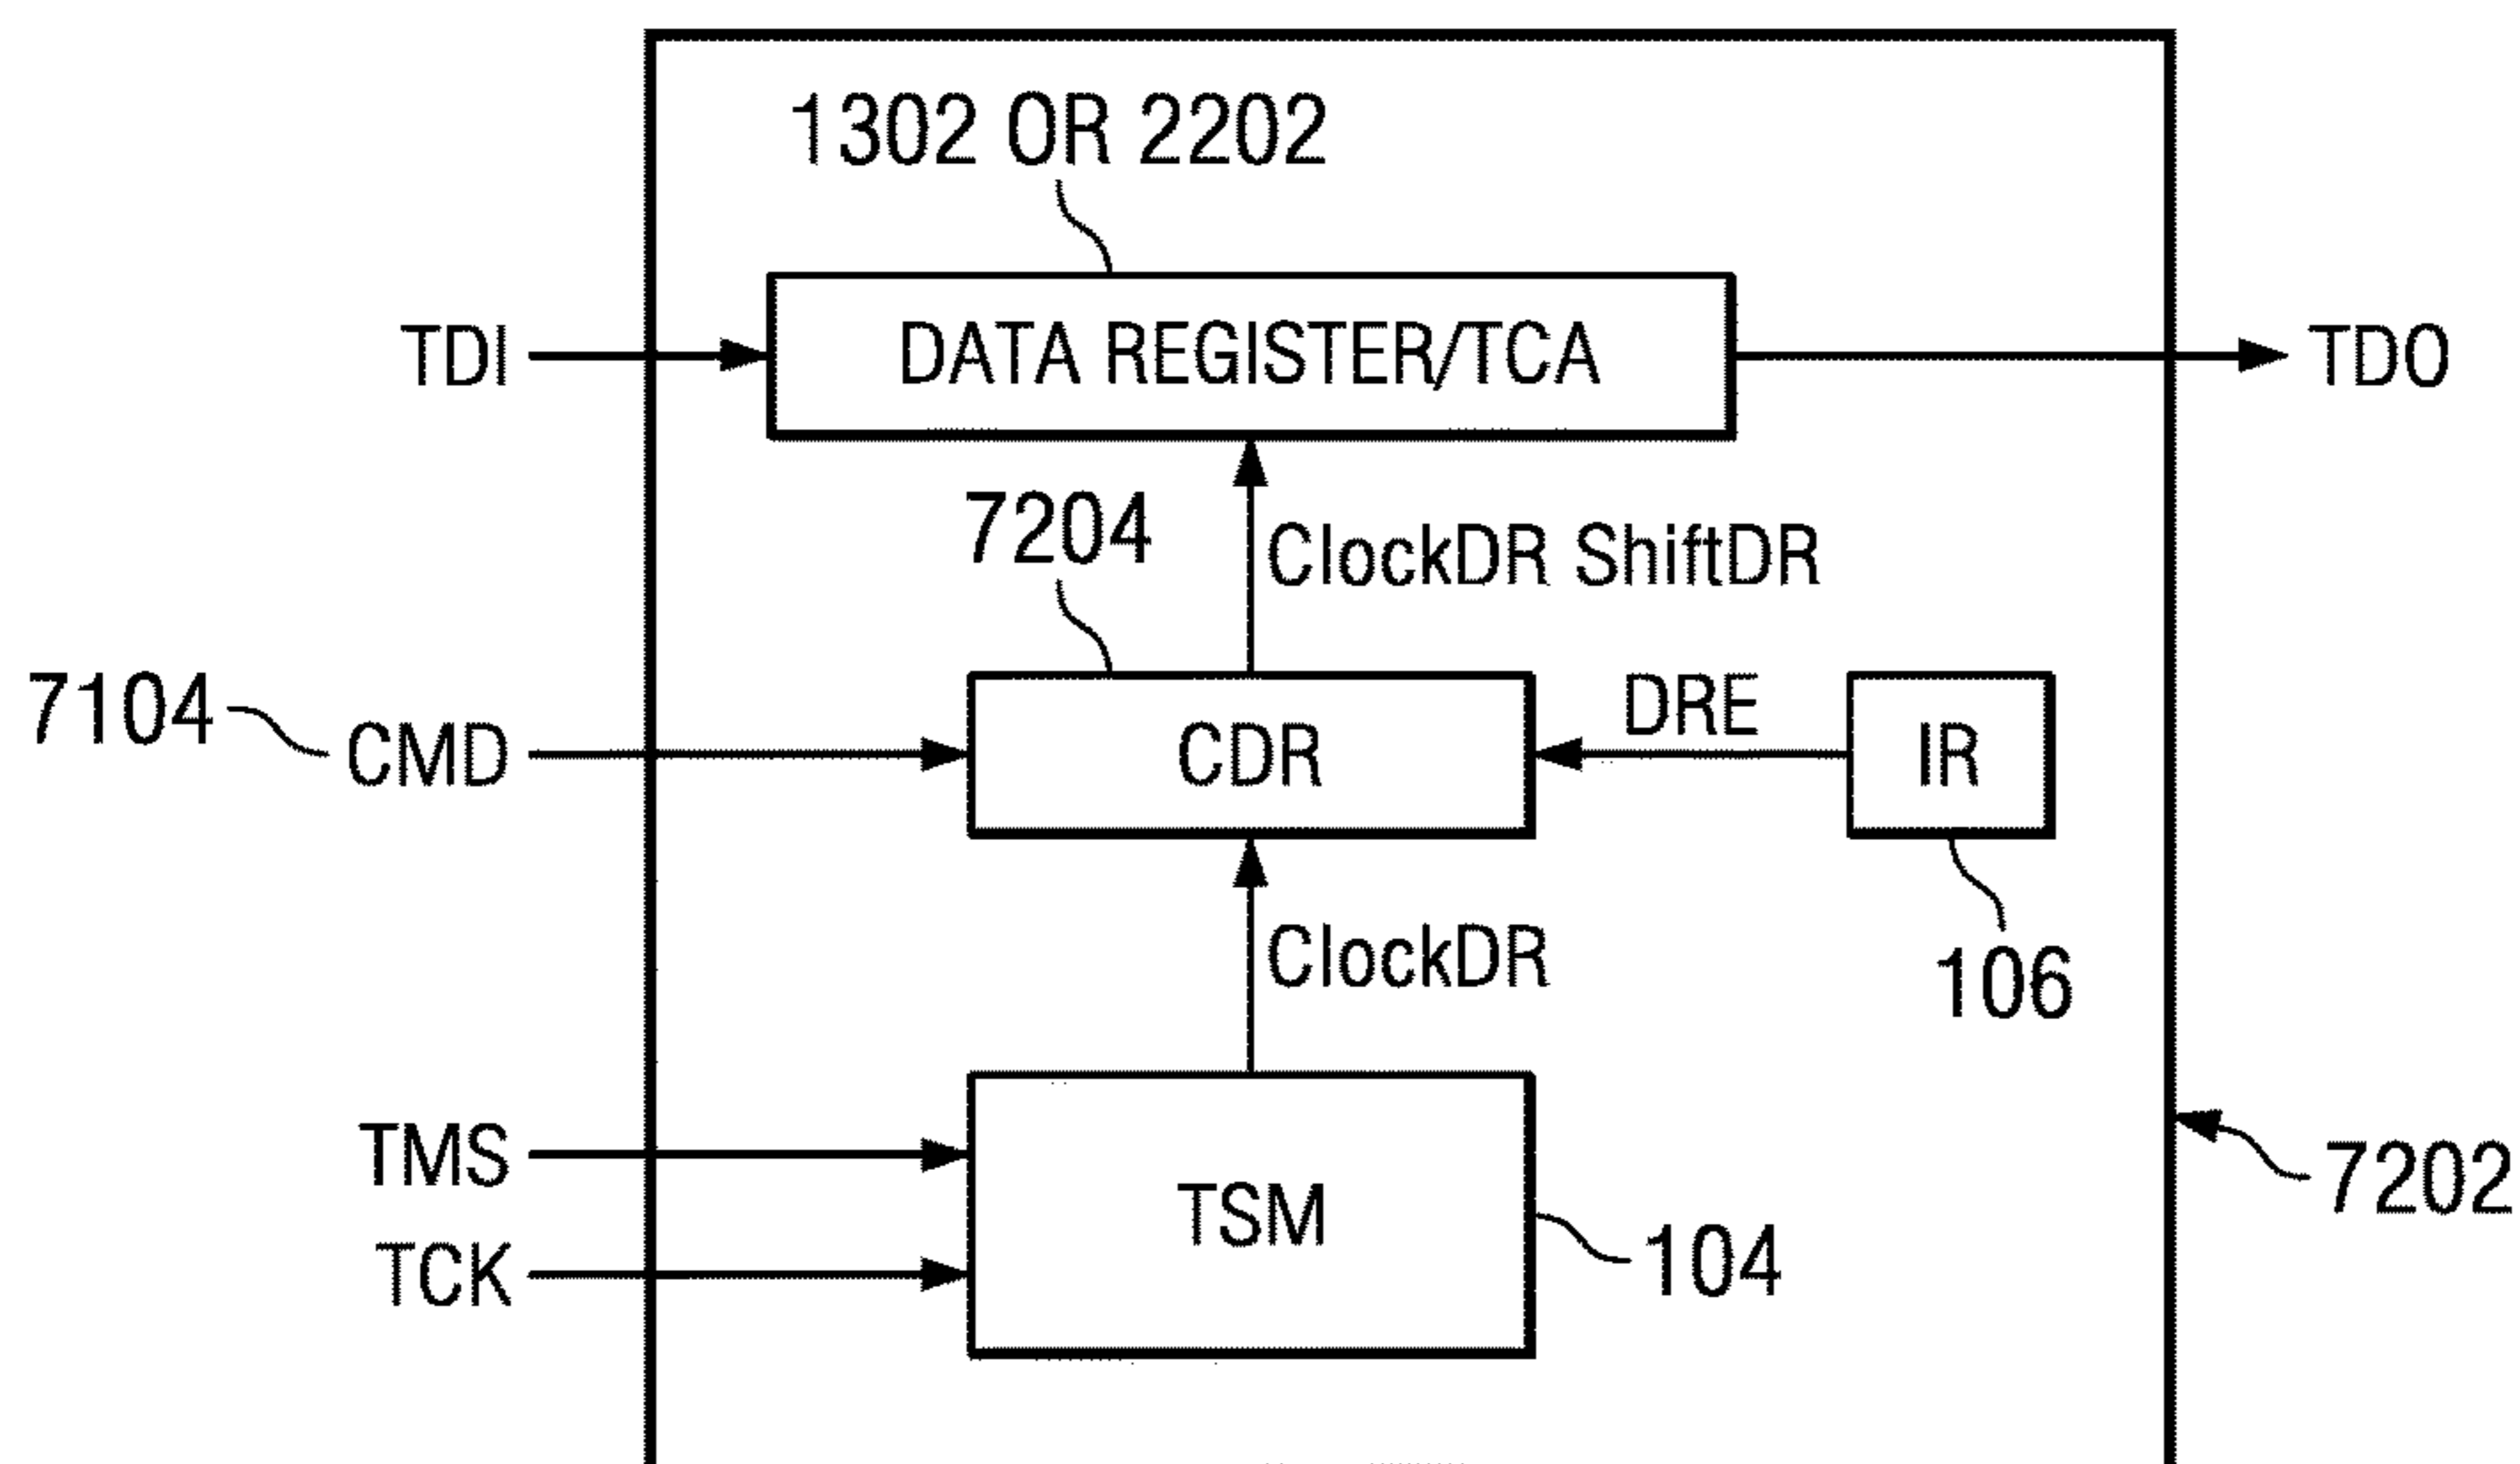 1302 OR 2202
TDI
DATA REGISTER/TCA
TDO
7204
ClockDR ShiftDR
7104
CMD
CDR
DRE
IR
ClockDR
106
TMS
TSM
7202
TCK
104